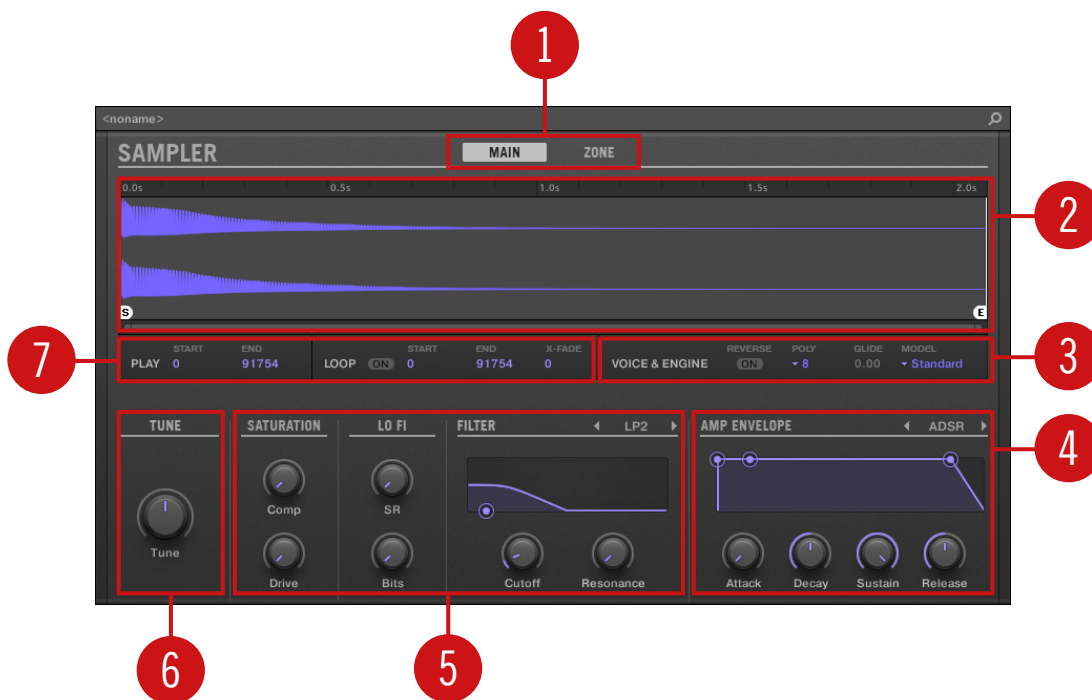 1
<noname>
SAMPLER MAIN ZONE
0.0s 0.5s 1.0s 1.5s 2.0s
2
S E
7
START END START END X-FADE REVERSE POLY GLIDE MODEL
PLAY 0 91754 LOOP ON 0 91754 0 VOICE & ENGINE ON 8 0.00 Standard
3
TUNE SATURATION LO FI FILTER LP2 AMP ENVELOPE ADSR
4
Comp SR
Tune
Drive Bits Cutoff Resonance Attack Decay Sustain Release
6 5